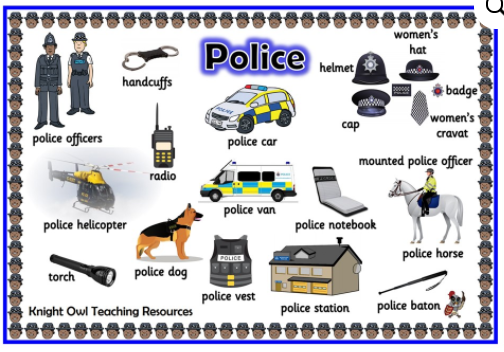 Police
women's
hat
helmet
handcuffs
badge
cap
women's
cravat
police officers
police car
radio
mounted police officer
POLICE
police van
police helicopter
police notebook
police dog
police horse
torch
POLICE
police vest
police station
police baton
Knight Owl Teaching Resources